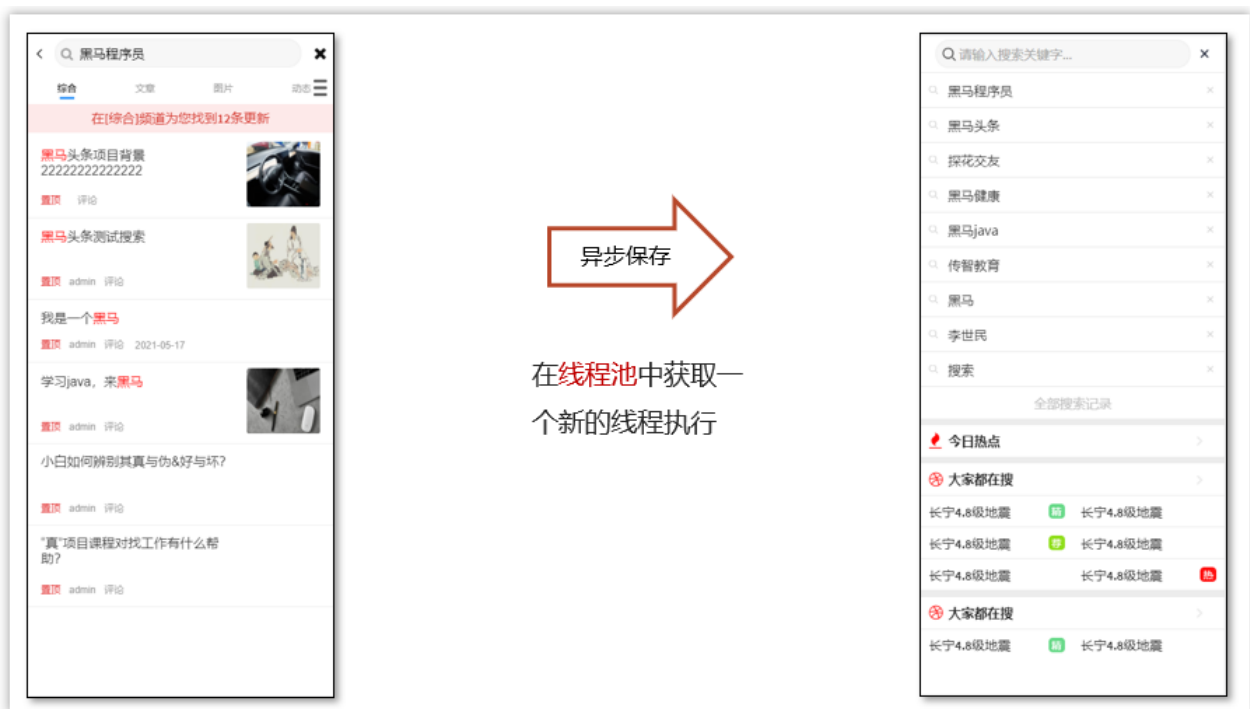 黑马程序员
综合 文章 图片 动态
在[综合]频道为您找到12条更新
黑马头条项目背景
22222222222222
置顶 评论
黑马头条测试搜索
置顶 admin 评论
我是一个黑马
置顶 admin 评论 2021-05-17
学习java，来黑马
置顶 admin 评论
小白如何辨别其真与伪&好与坏?
置顶 admin 评论
"真"项目课程对找工作有什么帮
助?
置顶 admin 评论
异步保存
在线程池中获取一
个新的线程执行
请输入搜索关键字...
黑马程序员
黑马头条
探花交友
黑马健康
黑马java
传智教育
黑马
李世民
搜索
全部搜索记录
今日热点
大家都在搜
长宁4.8级地震 长宁4.8级地震
长宁4.8级地震 荐 长宁4.8级地震
长宁4.8级地震 长宁4.8级地震 热
大家都在搜
长宁4.8级地震 长宁4.8级地震